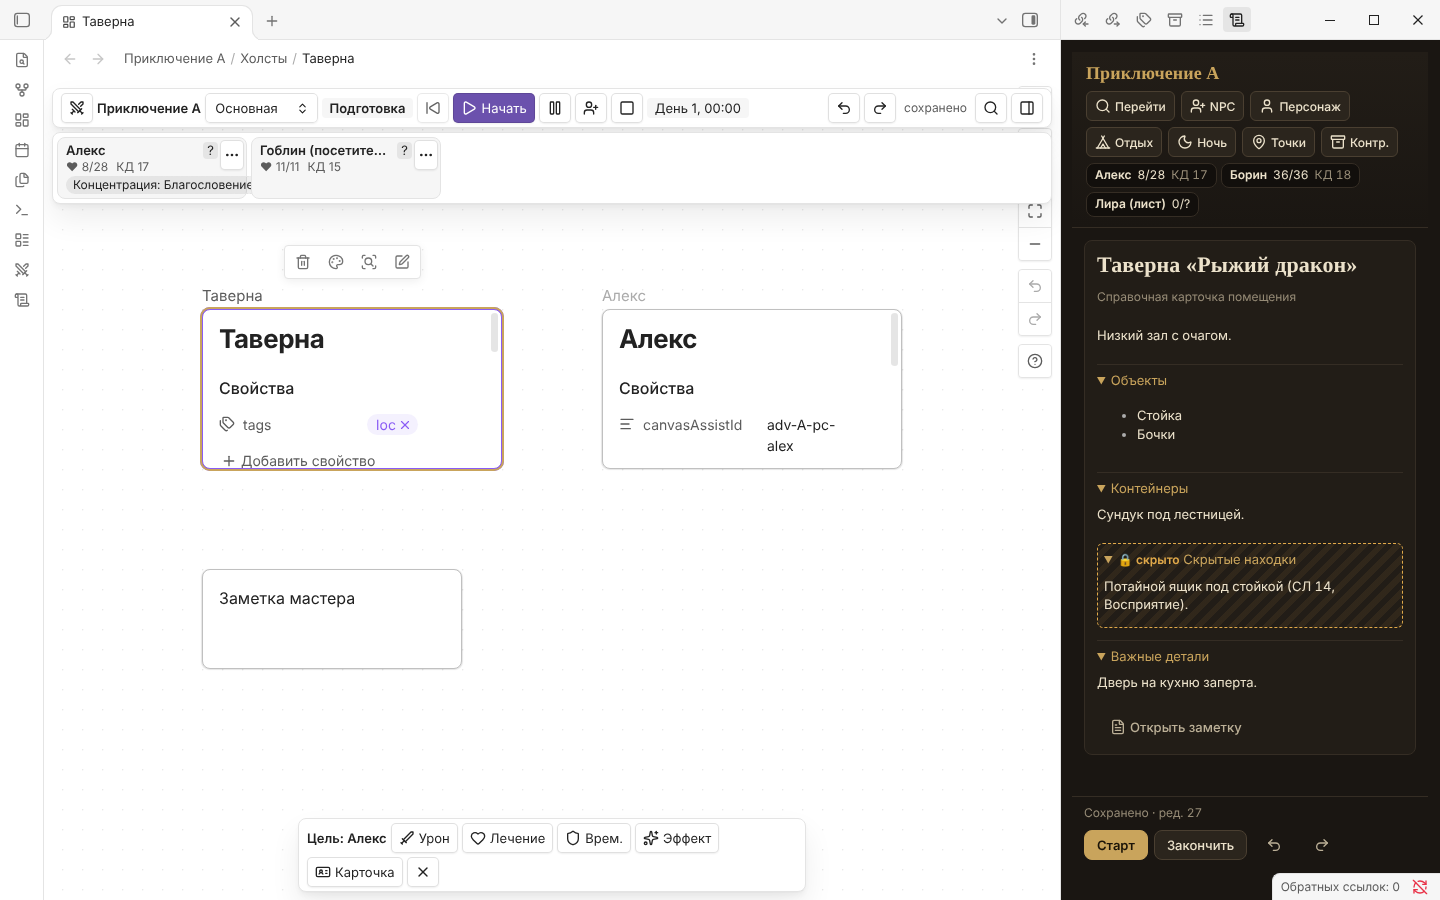 Таверна
Приключение A / Холсты / Таверна
Приключение A Основная Подготовка Начать День 1, 00:00 сохранено
Алекс ?
8/28 КД 17
Концентрация: Благословение
Гоблин (посетите... ?
11/11 КД 15
Таверна
Таверна
Свойства
tags loc
Добавить свойство
Алекс
Алекс
Свойства
canvasAssistId adv-A-pc-
alex
Заметка мастера
Цель: Алекс Урон Лечение Врем. Эффект
Карточка
Приключение A
Перейти NPC Персонаж
Отдых Ночь Точки Контр.
Алекс 8/28 КД 17 Борин 36/36 КД 18
Лира (лист) 0/?
Таверна «Рыжий дракон»
Справочная карточка помещения
Низкий зал с очагом.
Объекты
Стойка
Бочки
Контейнеры
Сундук под лестницей.
скрыто Скрытые находки
Потайной ящик под стойкой (СЛ 14,
Восприятие).
Важные детали
Дверь на кухню заперта.
Открыть заметку
Сохранено · ред. 27
Старт Закончить
Обратных ссылок: 0